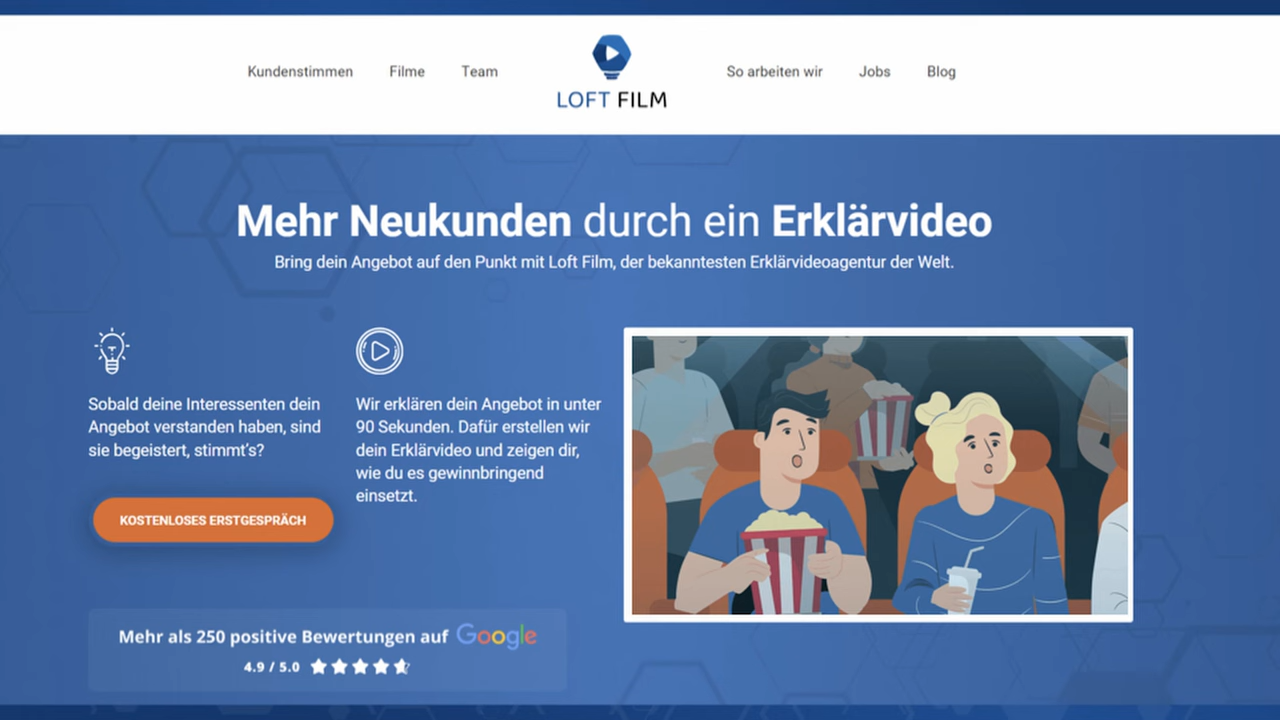 Kundenstimmen
Filme
Team
LOFT FILM
So arbeiten wir
Jobs
Blog
Mehr Neukunden durch ein Erklärvideo
Bring dein Angebot auf den Punkt mit Loft Film, der bekanntesten Erklärvideoagentur der Welt.
Sobald deine Interessenten dein
Angebot verstanden haben, sind
sie begeistert, stimmt's?
KOSTENLOSES ERSTGESPRÄCH
Wir erklären dein Angebot in unter
90 Sekunden. Dafür erstellen wir
dein Erklärvideo und zeigen dir,
wie du es gewinnbringend
einsetzt.
Mehr als 250 positive Bewertungen auf Google
4.9 / 5.0